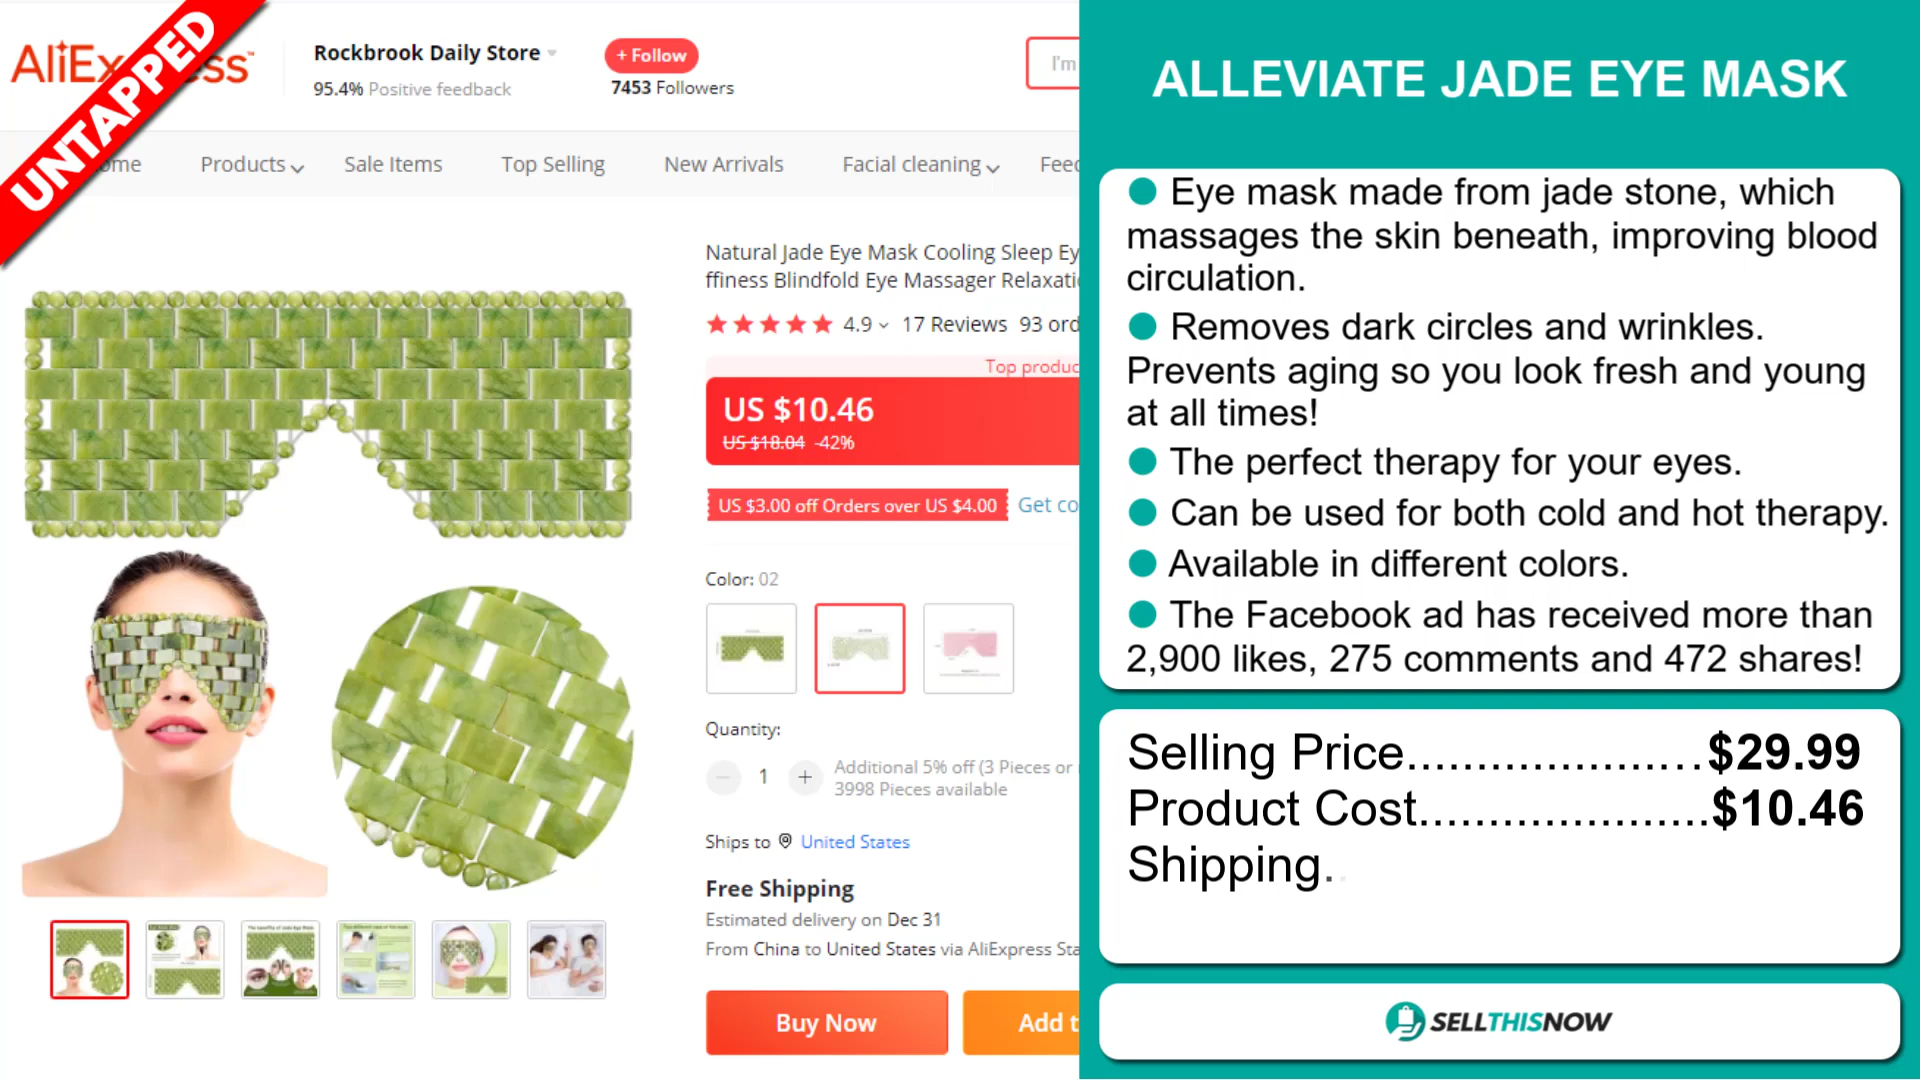 UNTAPPED
AliEx ss
Rockbrook Daily Store
+ Follow
95.4% Positive feedback
7453 Followers
I'm
ome
Products
Sale Items
Top Selling
New Arrivals
Facial cleaning
Feed
Natural Jade Eye Mask Cooling Sleep Ey
ffiness Blindfold Eye Massager Relaxati
4.9
17 Reviews
93 ord
Top produc
US $10.46
US $18.04 -42%
US $3.00 off Orders over US $4.00
Get co
Color: 02
Quantity:
1
Additional 5% off (3 Pieces or
3998 Pieces available
Ships to United States
Free Shipping
Estimated delivery on Dec 31
From China to United States via AliExpress Sta
Buy Now
Add t
ALLEVIATE JADE EYE MASK
● Eye mask made from jade stone, which
massages the skin beneath, improving blood
circulation.
● Removes dark circles and wrinkles.
Prevents aging so you look fresh and young
at all times!
● The perfect therapy for your eyes.
● Can be used for both cold and hot therapy.
● Available in different colors.
● The Facebook ad has received more than
2,900 likes, 275 comments and 472 shares!
Selling Price......................$29.99
Product Cost.....................$10.46
Shipping..
SELLTHISNOW